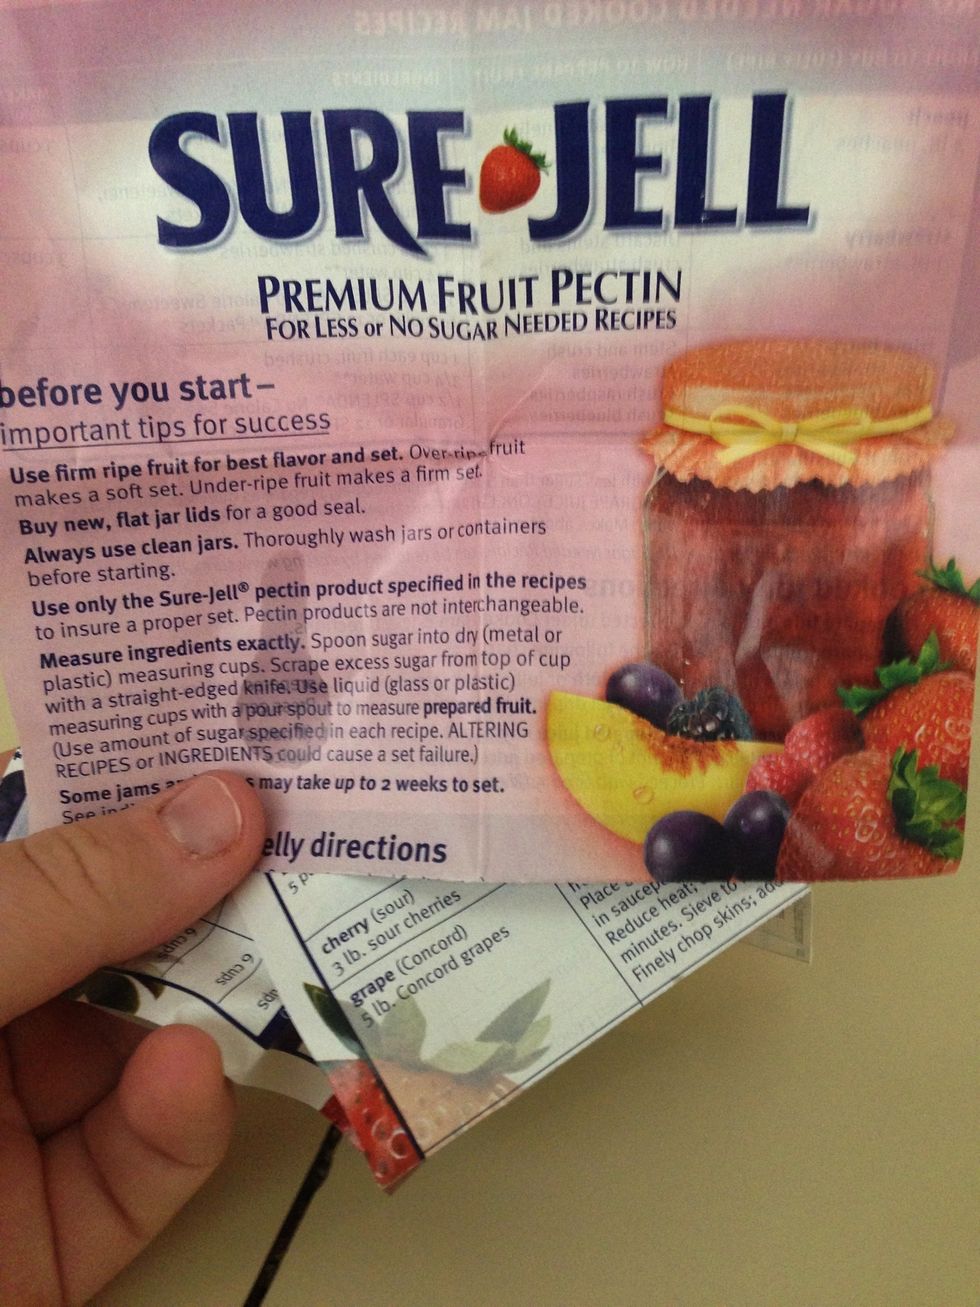 SURE JELL
PREMIUM FRUIT PECTIN
FOR LESS or NO SUGAR NEEDED RECIPES
before you start –
important tips for success
Use firm ripe fruit for best flavor and set. Over-ripe fruit
makes a soft set. Under-ripe fruit makes a firm set.
Buy new, flat jar lids for a good seal.
Always use clean jars. Thoroughly wash jars or containers
before starting.
Use only the Sure-Jell® pectin product specified in the recipes
to insure a proper set. Pectin products are not interchangeable.
Measure ingredients exactly. Spoon sugar into dry (metal or
plastic) measuring cups. Scrape excess sugar from top of cup
with a straight-edged knife. Use liquid (glass or plastic)
measuring cups with a pour spout to measure prepared fruit.
(Use amount of sugar specified in each recipe. ALTERING
RECIPES or INGREDIENTS could cause a set failure.)
Some jams may take up to 2 weeks to set.
See
elly directions
cherry (sour)
3 lb. sour cherries
grape (Concord)
5 lb. Concord grapes
Place
in saucep
Reduce heat;
minutes. Sieve to
Finely chop skins; ad
6 cups
6 cups